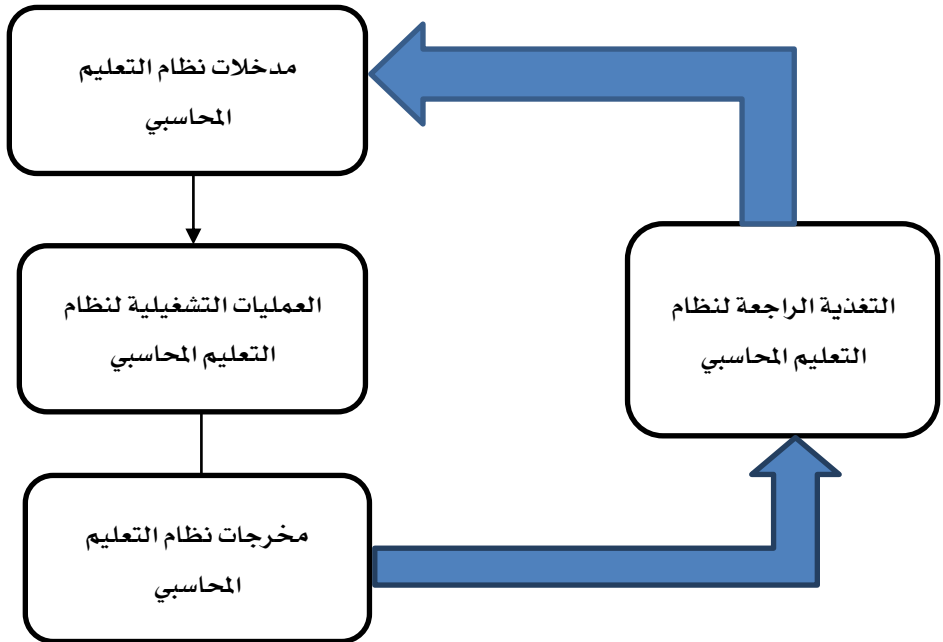 مدخلات نظام التعليم
المحاسبي
العمليات التشغيلية لنظام
التعليم المحاسبي
التغذية الراجعة لنظام
التعليم المحاسبي
مخرجات نظام التعليم
المحاسبي